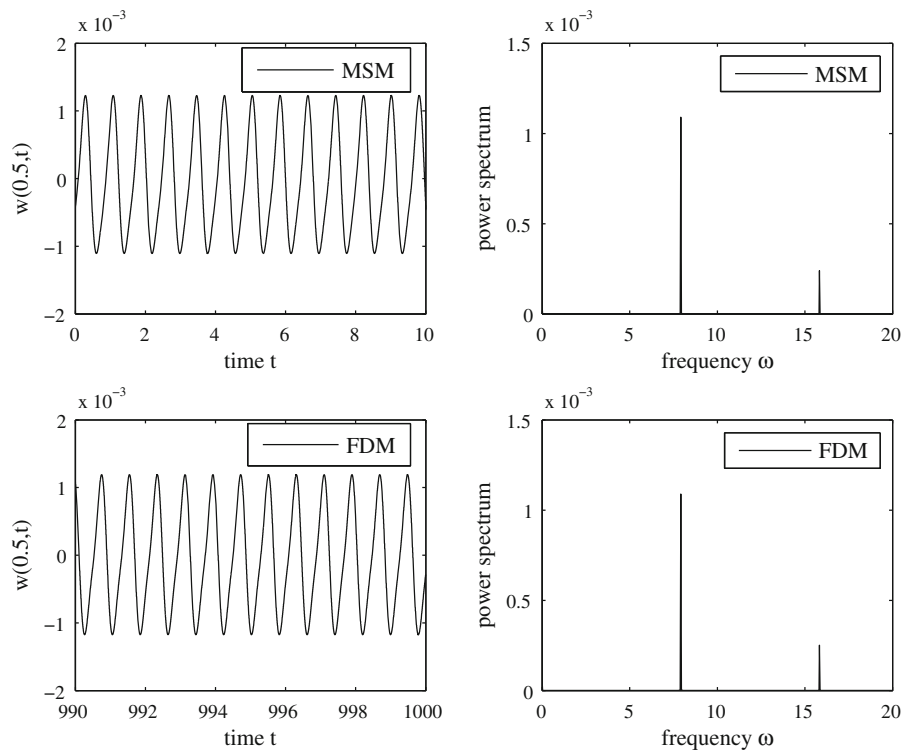 x 10⁻³
2
1
0
−1
−2
w(0.5,t)
MSM
0 2 4 6 8 10
time t
x 10⁻³
1.5
1
0.5
0
power spectrum
MSM
0 5 10 15 20
frequency ω
x 10⁻³
2
1
0
−1
−2
w(0.5,t)
FDM
990 992 994 996 998 1000
time t
x 10⁻³
1.5
1
0.5
0
power spectrum
FDM
0 5 10 15 20
frequency ω